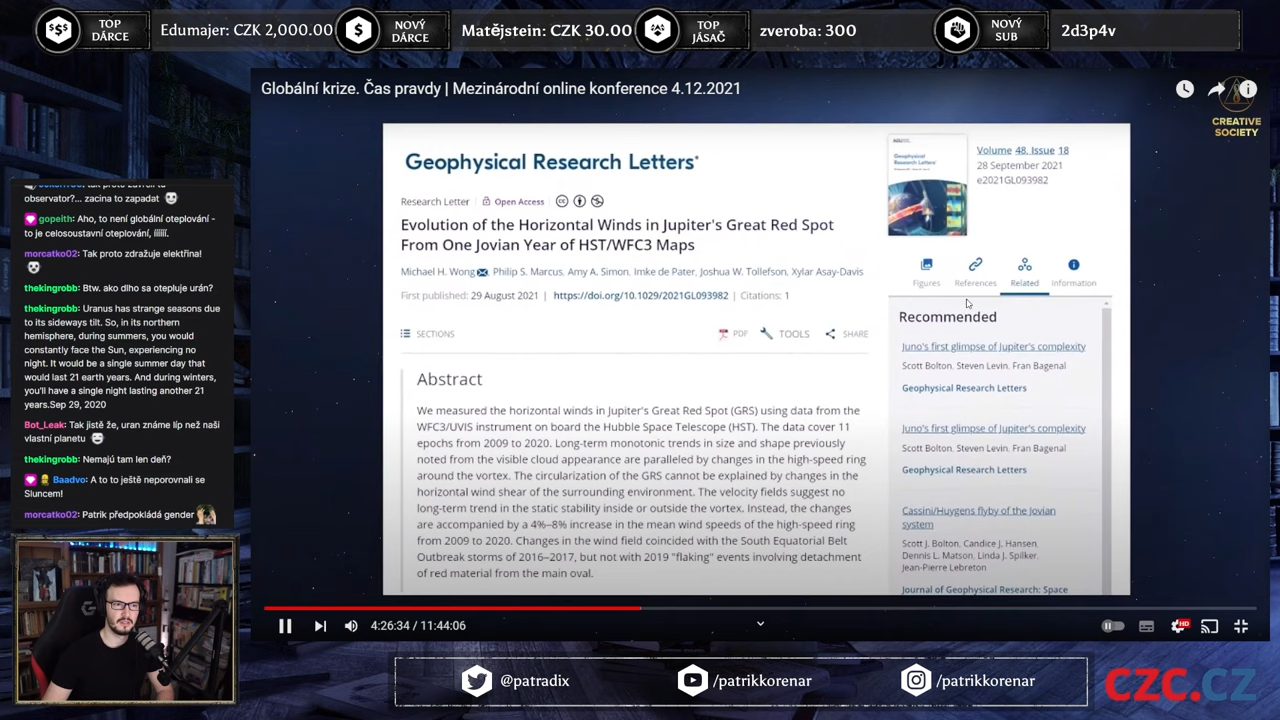 TOP
DÁRCE
Edumajer: CZK 2,000.00
NOVÝ
DÁRCE
Matějstein: CZK 30.00
TOP
JÁSAČ
zveroba: 300
NOVÝ
SUB
2d3p4v
Globální krize. Čas pravdy | Mezinárodní online konference 4.12.2021
CREATIVE
SOCIETY
Geophysical Research Letters
Research Letter Open Access
Evolution of the Horizontal Winds in Jupiter's Great Red Spot
From One Jovian Year of HST/WFC3 Maps
Michael H. Wong, Philip S. Marcus, Amy A. Simon, Imke de Pater, Joshua W. Tollefson, Xylar Asay-Davis
First published: 29 August 2021 | https://doi.org/10.1029/2021GL093982 | Citations: 1
SECTIONS
PDF TOOLS SHARE
Abstract
We measured the horizontal winds in Jupiter's Great Red Spot (GRS) using data from the
WFC3/UVIS instrument on board the Hubble Space Telescope (HST). The data cover 11
epochs from 2009 to 2020. Long-term monotonic trends in size and shape previously
noted from the visible cloud appearance are paralleled by changes in the high-speed ring
around the vortex. The circularization of the GRS cannot be explained by changes in the
horizontal wind shear of the surrounding environment. The velocity fields suggest no
long-term trend in the static stability inside or outside the vortex. Instead, the changes
are accompanied by a 4%–8% increase in the mean wind speeds of the high-speed ring
from 2009 to 2020. Changes in the wind field coincided with the South Equatorial Belt
Outbreak storms of 2016–2017, but not with 2019 "flaking" events involving detachment
of red material from the main oval.
Geophysical
Research Letters
Volume 48, Issue 18
28 September 2021
e2021GL093982
Figures References Related Information
Recommended
Juno's first glimpse of Jupiter's complexity
Scott Bolton, Steven Levin, Fran Bagenal
Geophysical Research Letters
Juno's first glimpse of Jupiter's complexity
Scott Bolton, Steven Levin, Fran Bagenal
Geophysical Research Letters
Cassini/Huygens flyby of the Jovian
system
Scott J. Bolton, Candice J. Hansen,
Dennis L. Matson, Linda J. Spilker,
Jean-Pierre Lebreton
Journal of Geophysical Research: Space
observator?... zacina to zapadat
gopeith: Aho, to není globální oteplování -
to je celosoustavní oteplování, íííííí.
morcatko02: Tak proto zdražuje elektřina!
thekingrobb: Btw. ako dlho sa otepluje urán?
thekingrobb: Uranus has strange seasons due
to its sideways tilt. So, in its northern
hemisphere, during summers, you would
constantly face the Sun, experiencing no
night. It would be a single summer day that
would last 21 earth years. And during winters,
you'll have a single night lasting another 21
years.Sep 29, 2020
Bot_Leak: Tak jistě že, uran známe líp než naši
vlastní planetu
thekingrobb: Nemajú tam len deň?
Baadvo: A to to ještě neporovnali se
Sluncem!
morcatko02: Patrik předpokládá gender
4:26:34 / 11:44:06
HD
@patradix
/patrikkorenar
/patrikkorenar
CZC.CZ